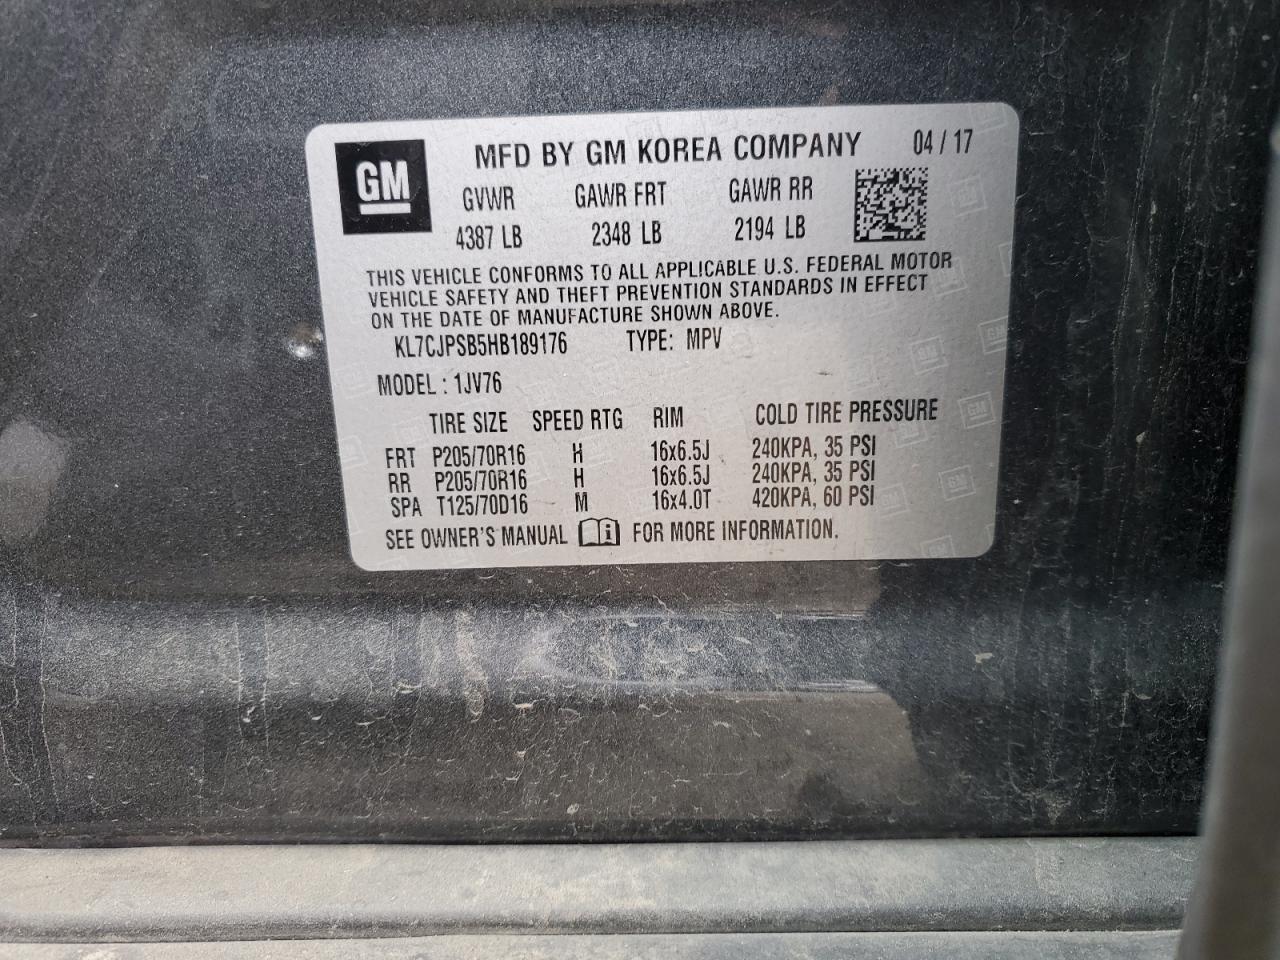 GM
MFD BY GM KOREA COMPANY 04 / 17
GVWR GAWR FRT GAWR RR
4387 LB 2348 LB 2194 LB
THIS VEHICLE CONFORMS TO ALL APPLICABLE U.S. FEDERAL MOTOR
VEHICLE SAFETY AND THEFT PREVENTION STANDARDS IN EFFECT
ON THE DATE OF MANUFACTURE SHOWN ABOVE.
KL7CJPSB5HB189176 TYPE: MPV
MODEL : 1JV76
TIRE SIZE SPEED RTG RIM COLD TIRE PRESSURE
FRT P205/70R16 H 16x6.5J 240KPA, 35 PSI
RR P205/70R16 H 16x6.5J 240KPA, 35 PSI
SPA T125/70D16 M 16x4.0T 420KPA, 60 PSI
SEE OWNER'S MANUAL i FOR MORE INFORMATION.